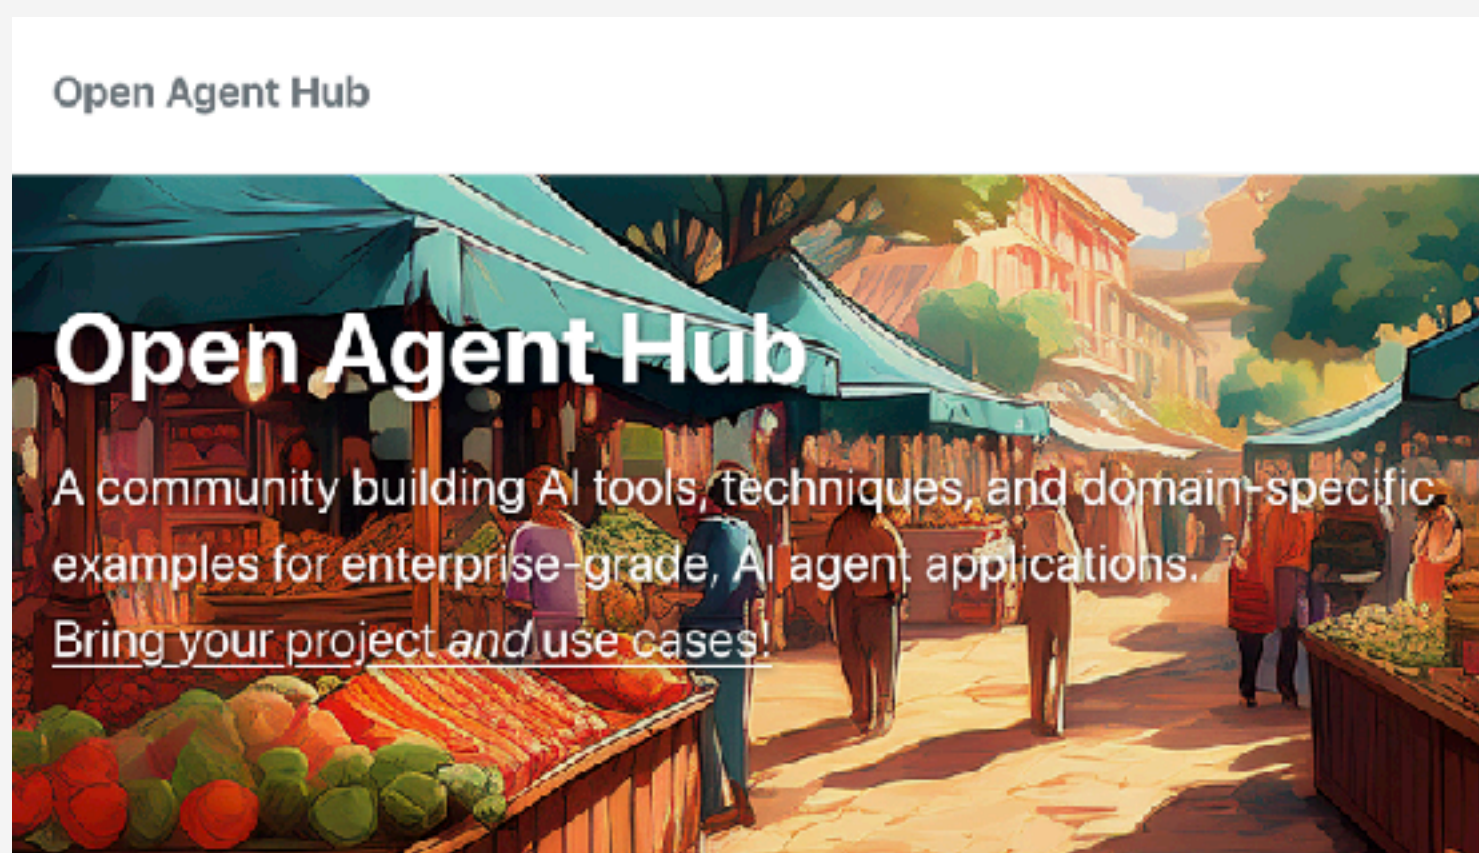 Open Agent Hub
Open Agent Hub
A community building AI tools, techniques, and domain-specific
examples for enterprise-grade, AI agent applications.
Bring your project and use cases!